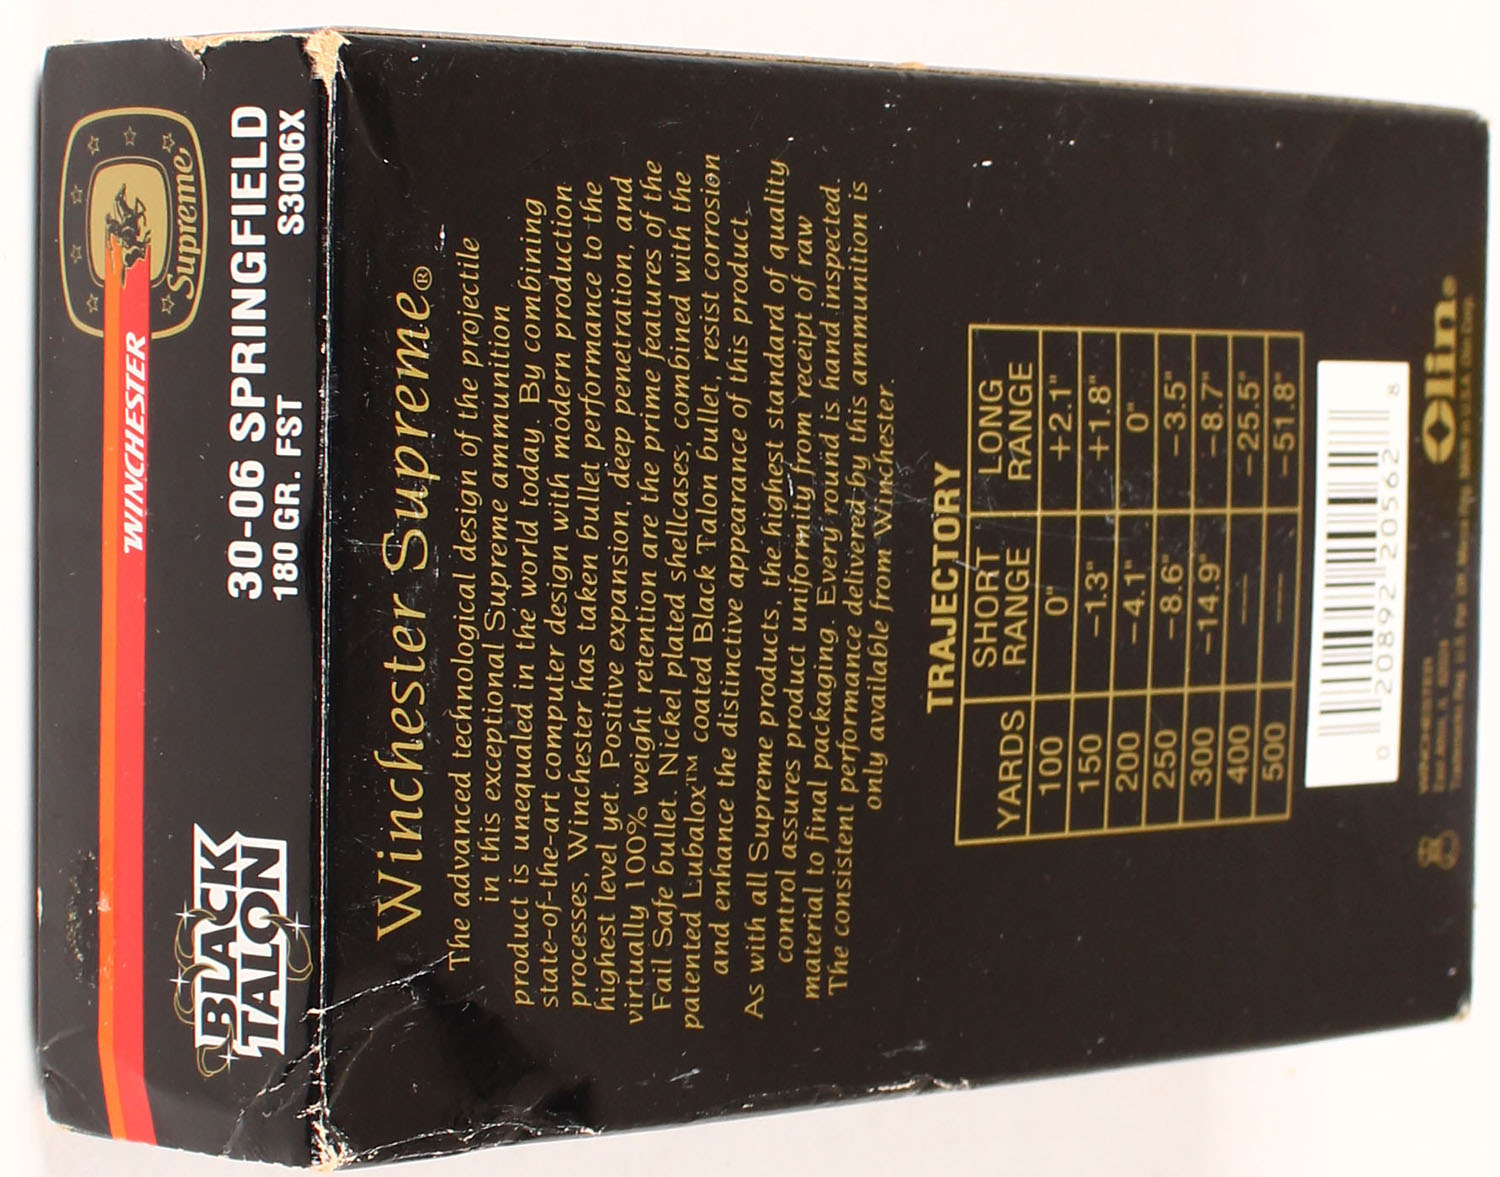 WINCHESTER
Supreme®
30-06 SPRINGFIELD
180 GR. FST S3006X
BLACK
TALON
Winchester Supreme®
The advanced technological design of the projectile
in this exceptional Supreme ammunition
product is unequaled in the world today. By combining
state-of-the-art computer design with modern production
processes, Winchester has taken bullet performance to the
highest level yet. Positive expansion, deep penetration, and
virtually 100% weight retention are the prime features of the
Fail Safe bullet. Nickel plated shellcases, combined with the
patented Lubalox™ coated Black Talon bullet, resist corrosion
and enhance the distinctive appearance of this product.
As with all Supreme products, the highest standard of quality
control assures product uniformity from receipt of raw
material to final packaging. Every round is hand inspected.
The consistent performance delivered by this ammunition is
only available from Winchester.
TRAJECTORY
YARDS SHORT RANGE LONG RANGE
100 0" +2.1"
150 –1.3" +1.8"
200 –4.1" 0"
250 –8.6" –3.5"
300 –14.9" –8.7"
400 — –25.5"
500 — –51.8"
0 20892 20562 8
Olin®
WINCHESTER
East Alton, IL